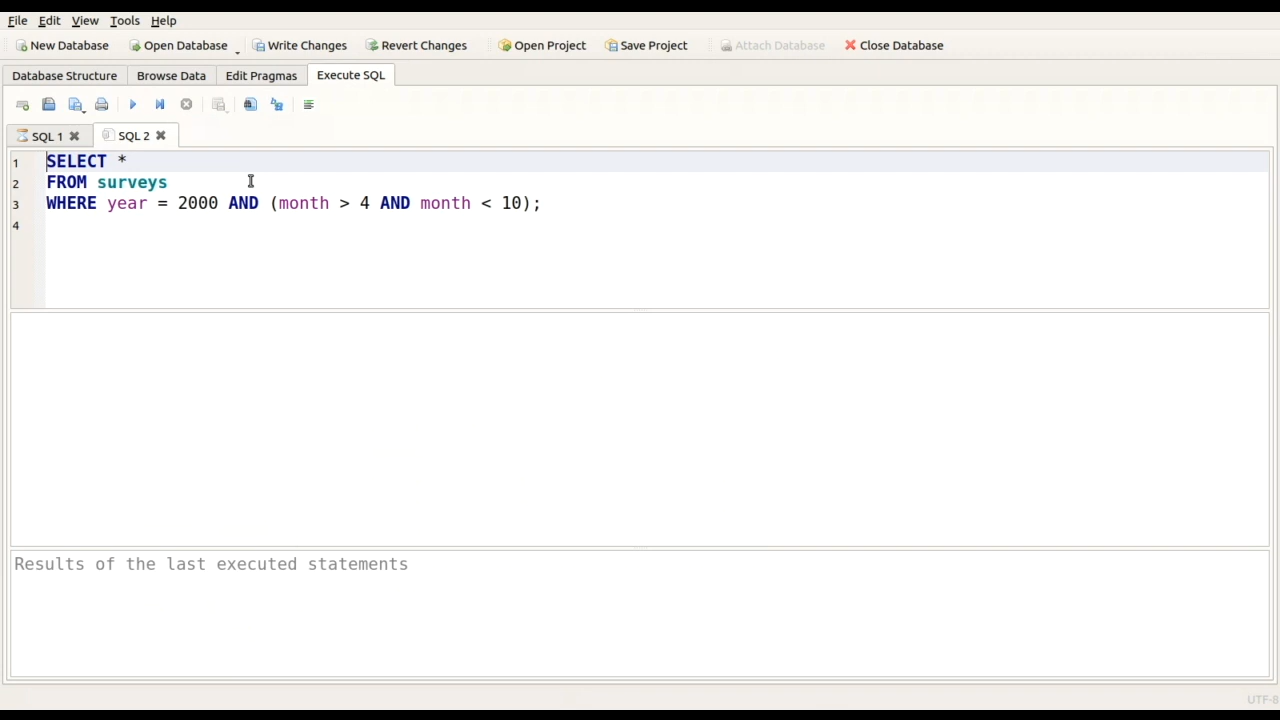 File Edit View Tools Help
New Database Open Database Write Changes Revert Changes Open Project Save Project Attach Database Close Database
Database Structure Browse Data Edit Pragmas Execute SQL
SQL 1 SQL 2
1 SELECT *
2 FROM surveys
3 WHERE year = 2000 AND (month > 4 AND month < 10);
4
Results of the last executed statements
UTF-8